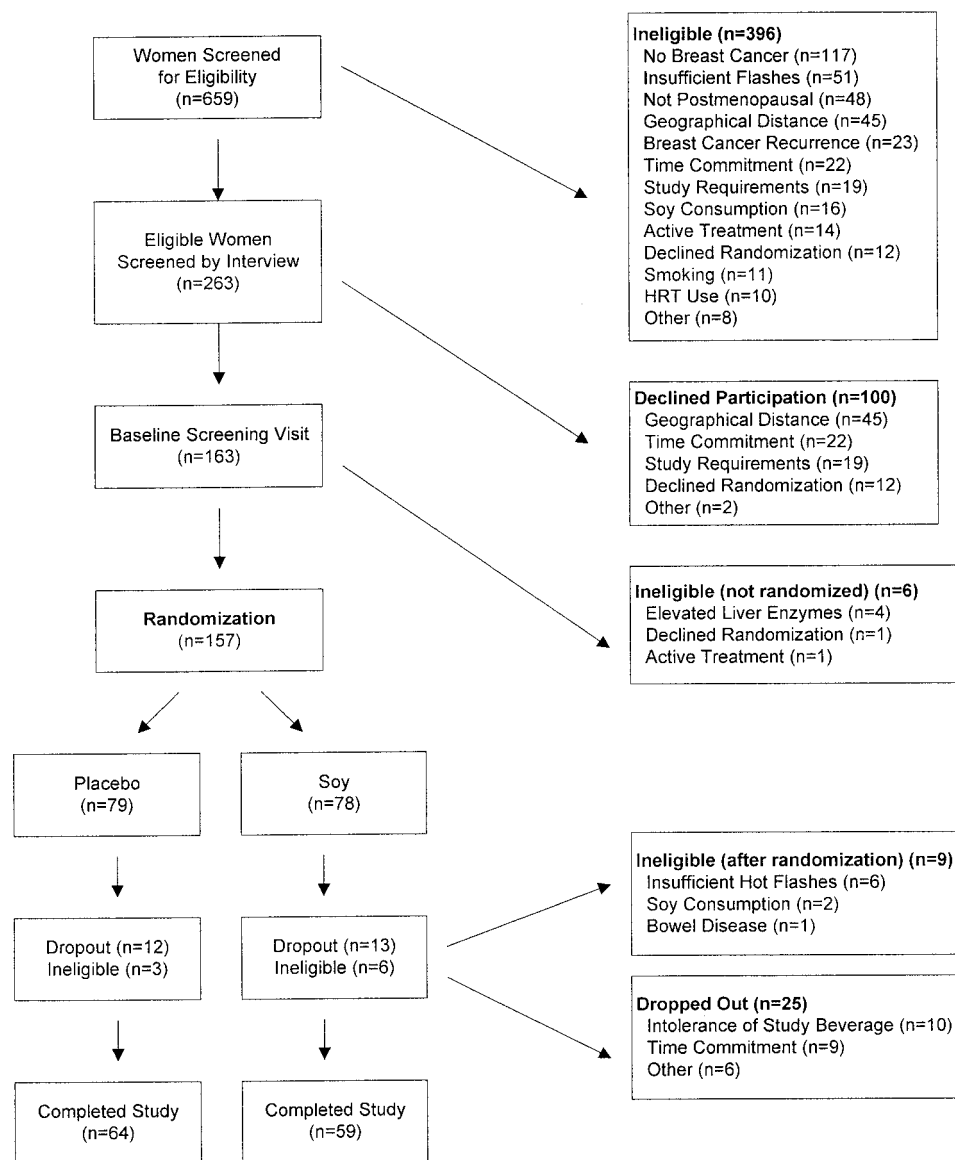 Women Screened
for Eligibility
(n=659)
Ineligible (n=396)
No Breast Cancer (n=117)
Insufficient Flashes (n=51)
Not Postmenopausal (n=48)
Geographical Distance (n=45)
Breast Cancer Recurrence (n=23)
Time Commitment (n=22)
Study Requirements (n=19)
Soy Consumption (n=16)
Active Treatment (n=14)
Declined Randomization (n=12)
Smoking (n=11)
HRT Use (n=10)
Other (n=8)
Eligible Women
Screened by Interview
(n=263)
Declined Participation (n=100)
Geographical Distance (n=45)
Time Commitment (n=22)
Study Requirements (n=19)
Declined Randomization (n=12)
Other (n=2)
Baseline Screening Visit
(n=163)
Ineligible (not randomized) (n=6)
Elevated Liver Enzymes (n=4)
Declined Randomization (n=1)
Active Treatment (n=1)
Randomization
(n=157)
Placebo
(n=79)
Soy
(n=78)
Ineligible (after randomization) (n=9)
Insufficient Hot Flashes (n=6)
Soy Consumption (n=2)
Bowel Disease (n=1)
Dropout (n=12)
Ineligible (n=3)
Dropout (n=13)
Ineligible (n=6)
Dropped Out (n=25)
Intolerance of Study Beverage (n=10)
Time Commitment (n=9)
Other (n=6)
Completed Study
(n=64)
Completed Study
(n=59)